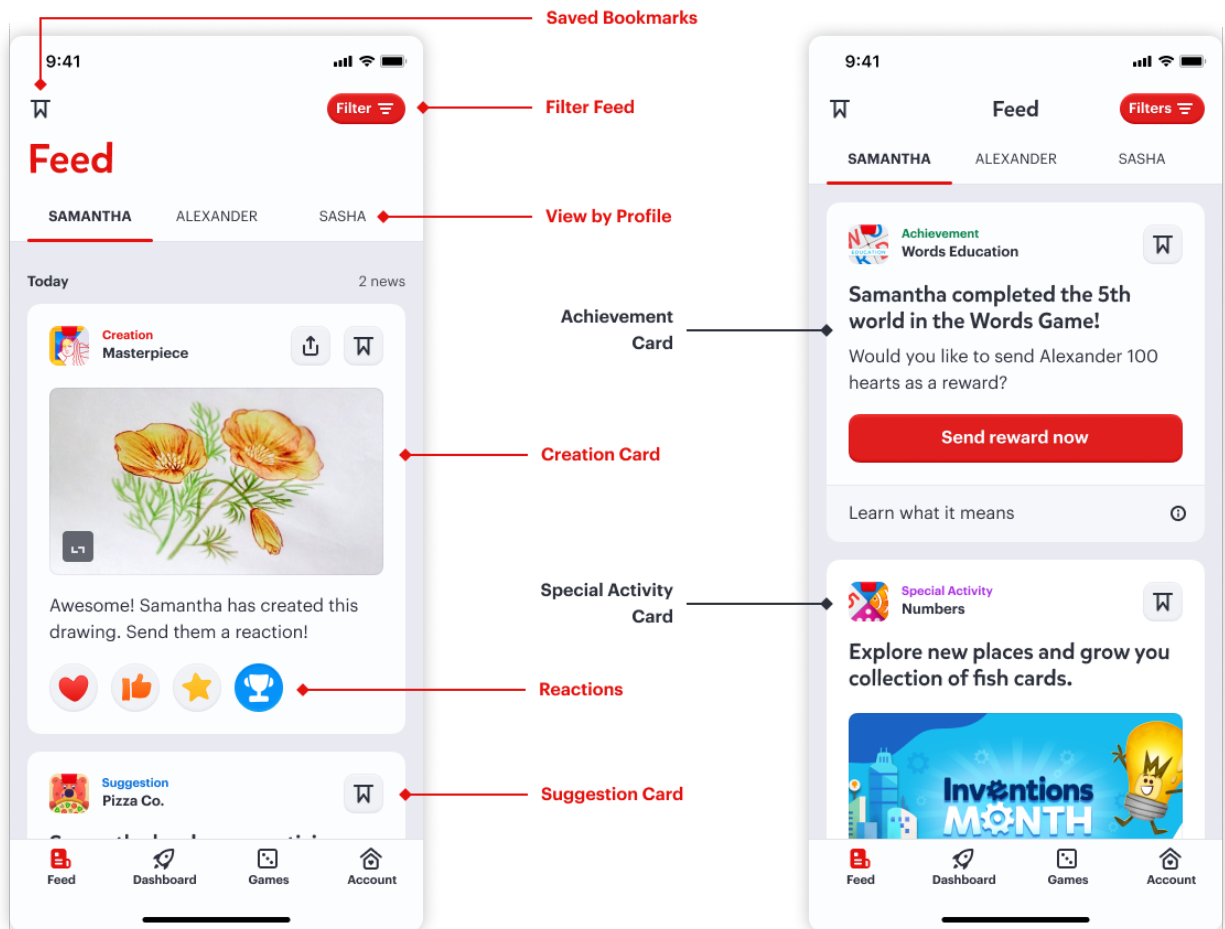 Saved Bookmarks
9:41
Filter
Filter Feed
Feed
SAMANTHA ALEXANDER SASHA
View by Profile
Today 2 news
Creation
Masterpiece
Creation Card
Awesome! Samantha has created this
drawing. Send them a reaction!
Reactions
Suggestion
Pizza Co.
Suggestion Card
Feed Dashboard Games Account
9:41
Feed
Filters
SAMANTHA ALEXANDER SASHA
Achievement
Card
Achievement
Words Education
EDUCATION
Samantha completed the 5th
world in the Words Game!
Would you like to send Alexander 100
hearts as a reward?
Send reward now
Learn what it means
Special Activity
Card
Special Activity
Numbers
Explore new places and grow you
collection of fish cards.
Inventions
MONTH
Feed Dashboard Games Account